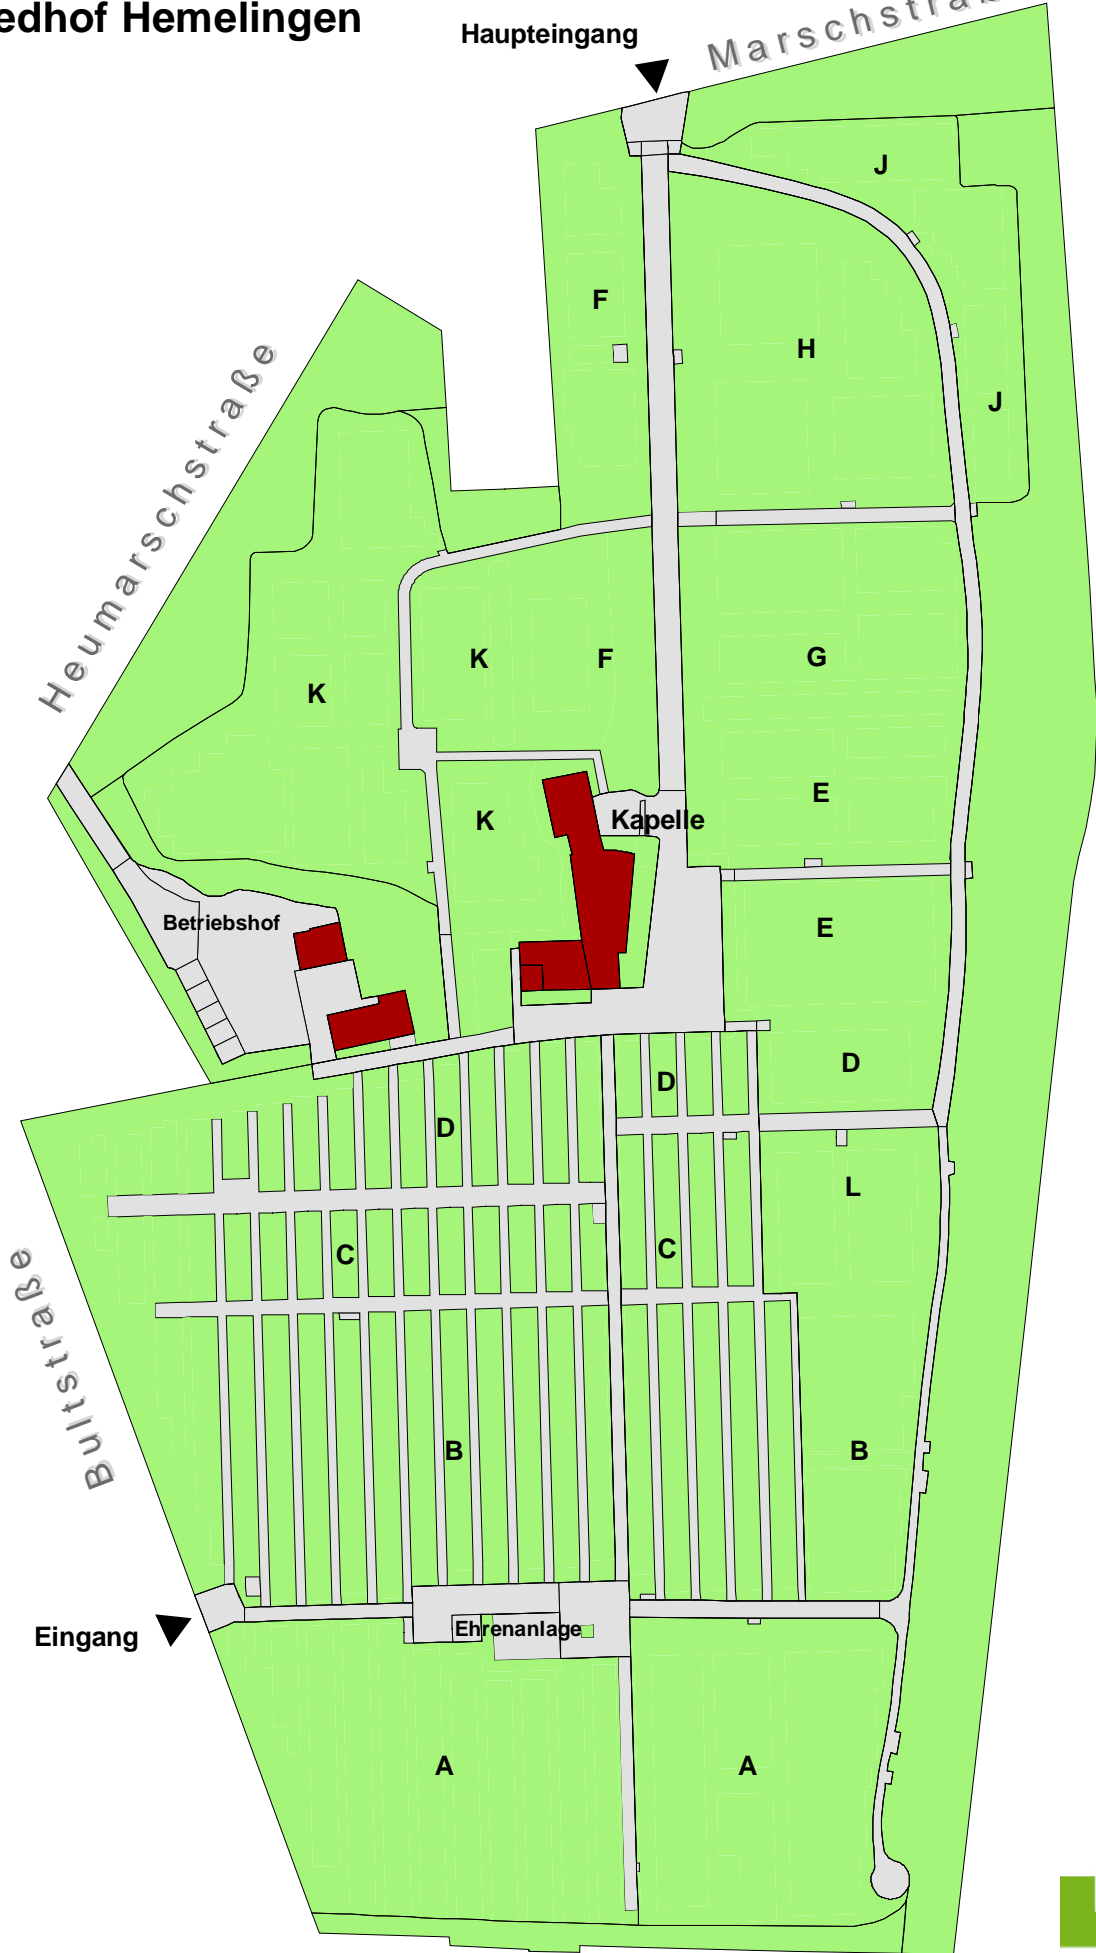 edhof Hemelingen
Haupteingang
Marschstra
J
F
H
J
Heumarschstraße
K
F
G
K
E
K
Kapelle
Betriebshof
E
D
D
D
L
C
C
Bultstraße
B
B
Eingang
Ehrenanlage
A
A